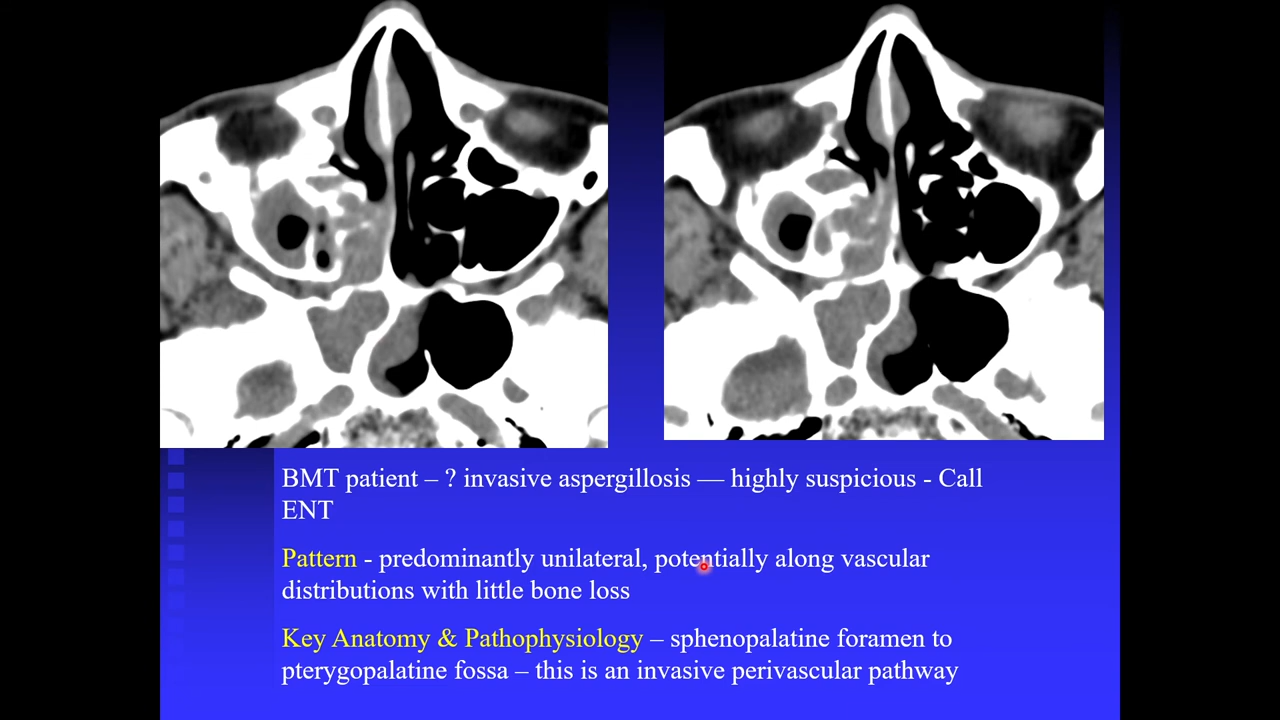 BMT patient – ? invasive aspergillosis — highly suspicious - Call
ENT
Pattern - predominantly unilateral, potentially along vascular
distributions with little bone loss
Key Anatomy & Pathophysiology – sphenopalatine foramen to
pterygopalatine fossa – this is an invasive perivascular pathway